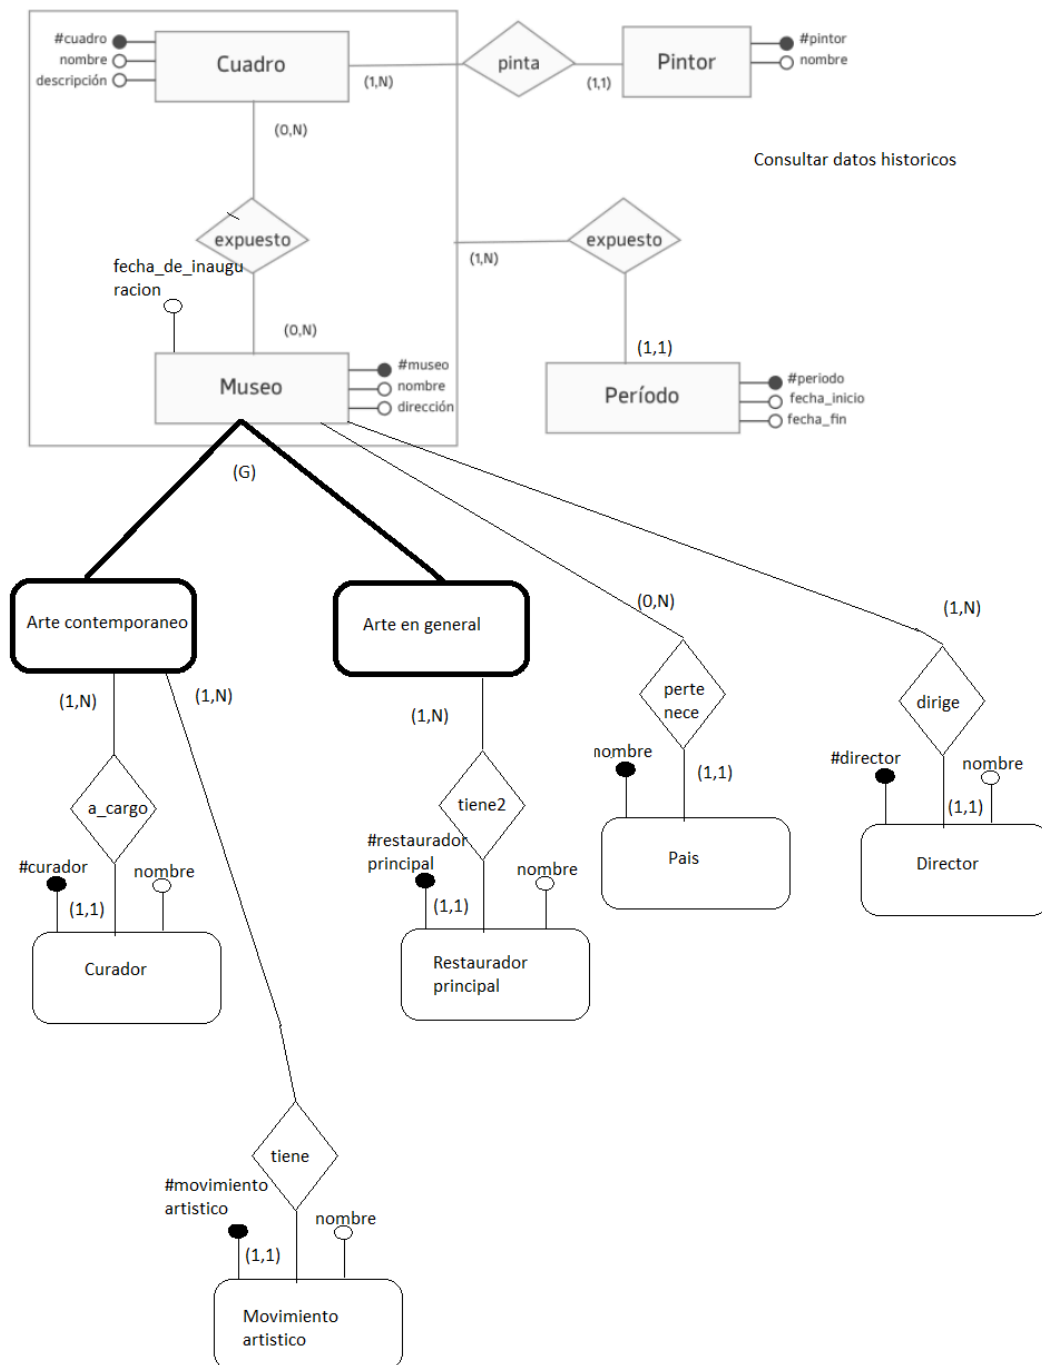 #cuadro
nombre
descripción
Cuadro
(1,N)
pinta
(1,1)
Pintor
#pintor
nombre
(0,N)
Consultar datos historicos
expuesto
(1,N)
expuesto
fecha_de_inaugu
racion
(0,N)
(1,1)
Museo
#museo
nombre
dirección
Período
#periodo
fecha_inicio
fecha_fin
(G)
Arte contemporaneo
Arte en general
(0,N)
(1,N)
(1,N)
(1,N)
(1,N)
perte
nece
dirige
nombre
(1,1)
#director
nombre
(1,1)
a_cargo
tiene2
#curador
nombre
(1,1)
#restaurador
principal
nombre
(1,1)
Pais
Director
Curador
Restaurador
principal
tiene
#movimiento
artistico
nombre
(1,1)
Movimiento
artistico